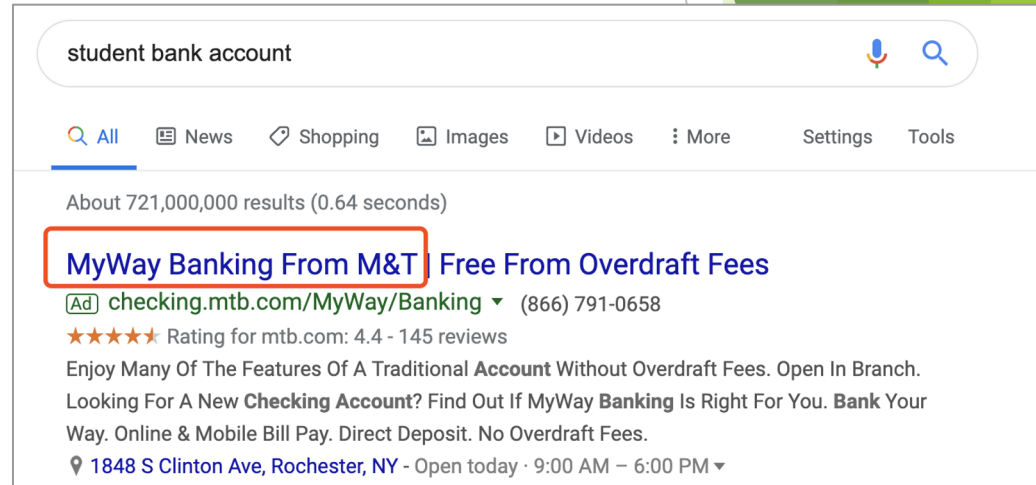 student bank account
All News Shopping Images Videos More Settings Tools
About 721,000,000 results (0.64 seconds)
MyWay Banking From M&T | Free From Overdraft Fees
Ad checking.mtb.com/MyWay/Banking (866) 791-0658
Rating for mtb.com: 4.4 - 145 reviews
Enjoy Many Of The Features Of A Traditional Account Without Overdraft Fees. Open In Branch.
Looking For A New Checking Account? Find Out If MyWay Banking Is Right For You. Bank Your
Way. Online & Mobile Bill Pay. Direct Deposit. No Overdraft Fees.
1848 S Clinton Ave, Rochester, NY - Open today · 9:00 AM – 6:00 PM